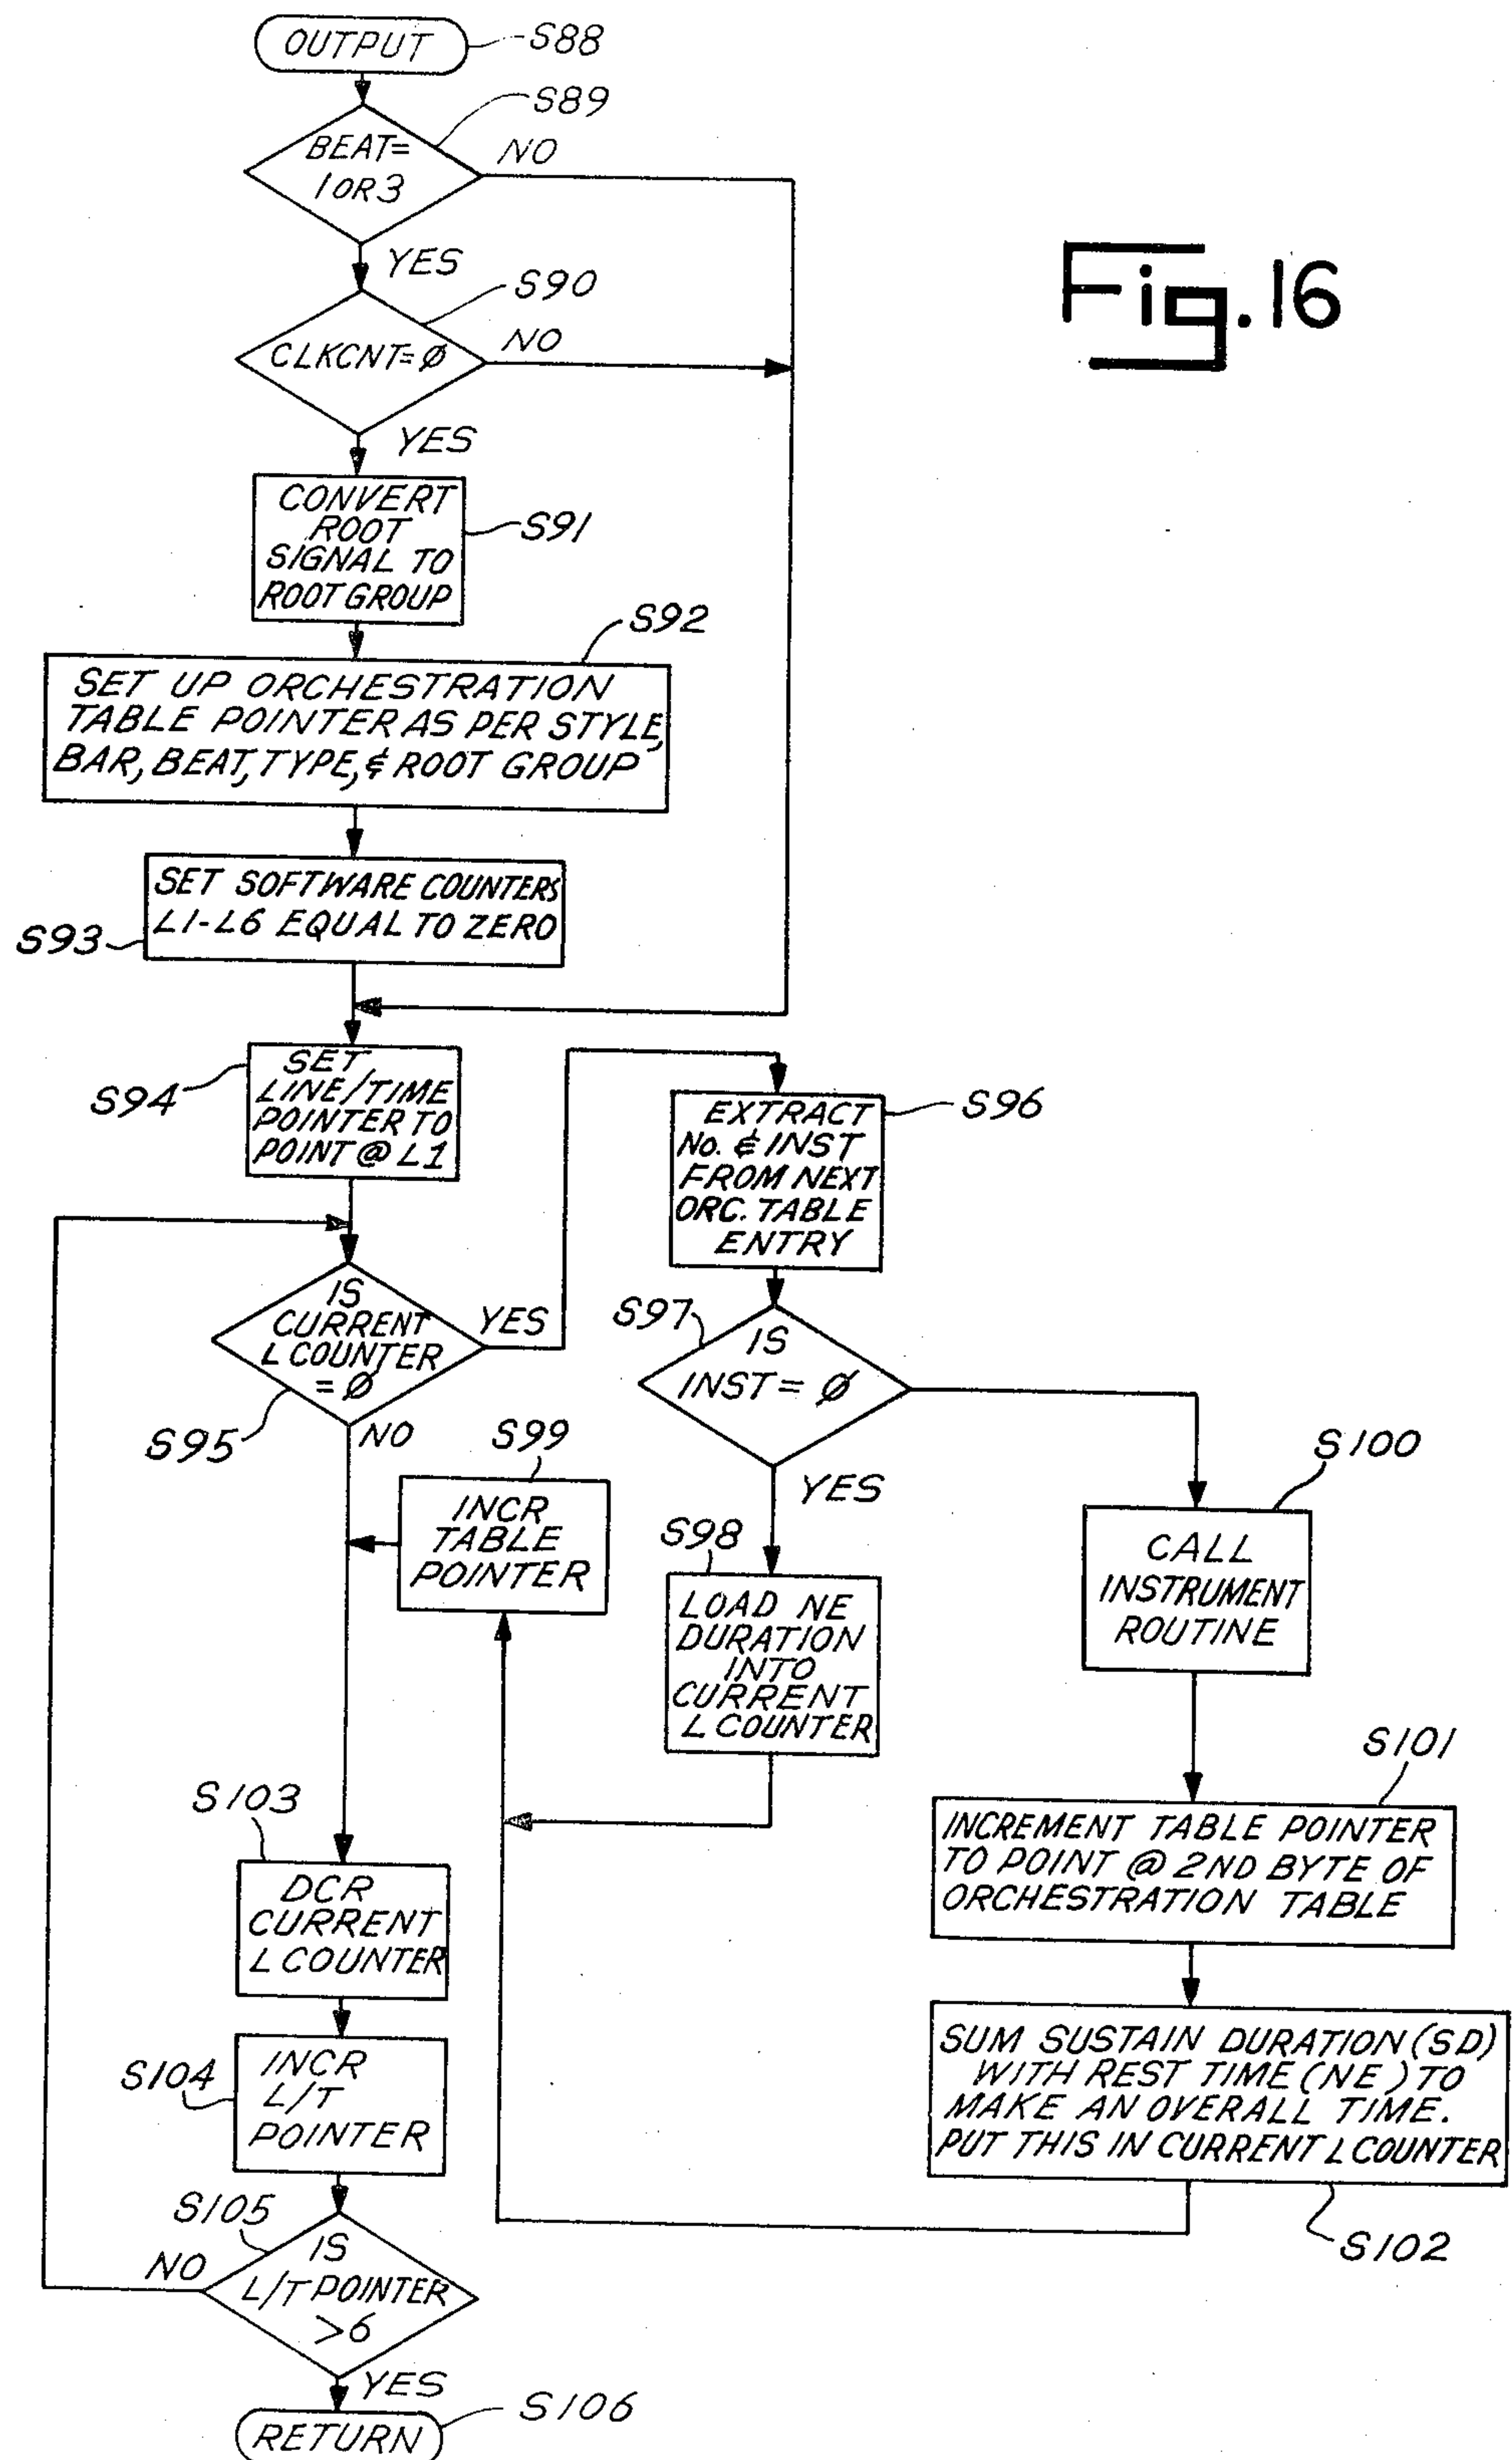 OUTPUT
S88
S89
BEAT=
1 OR 3
NO
YES
S90
CLKCNT=Ø
NO
YES
Fig. 16
CONVERT
ROOT
SIGNAL TO
ROOT GROUP
S91
S92
SET UP ORCHESTRATION
TABLE POINTER AS PER STYLE,
BAR, BEAT, TYPE, & ROOT GROUP
SET SOFTWARE COUNTERS
L1-L6 EQUAL TO ZERO
S93
SET
LINE/TIME
POINTER TO
POINT @ L1
S94
EXTRACT
No. & INST
FROM NEXT
ORC. TABLE
ENTRY
S96
IS
CURRENT
L COUNTER
= Ø
YES
S95
NO
S97
IS
INST = Ø
YES
S99
INCR
TABLE
POINTER
S98
LOAD NE
DURATION
INTO
CURRENT
L COUNTER
S100
CALL
INSTRUMENT
ROUTINE
S101
INCREMENT TABLE POINTER
TO POINT @ 2ND BYTE OF
ORCHESTRATION TABLE
SUM SUSTAIN DURATION (SD)
WITH REST TIME (NE) TO
MAKE AN OVERALL TIME.
PUT THIS IN CURRENT L COUNTER
S102
S103
DCR
CURRENT
L COUNTER
S104
INCR
L/T
POINTER
S105
IS
L/T POINTER
>6
NO
YES
RETURN
S106